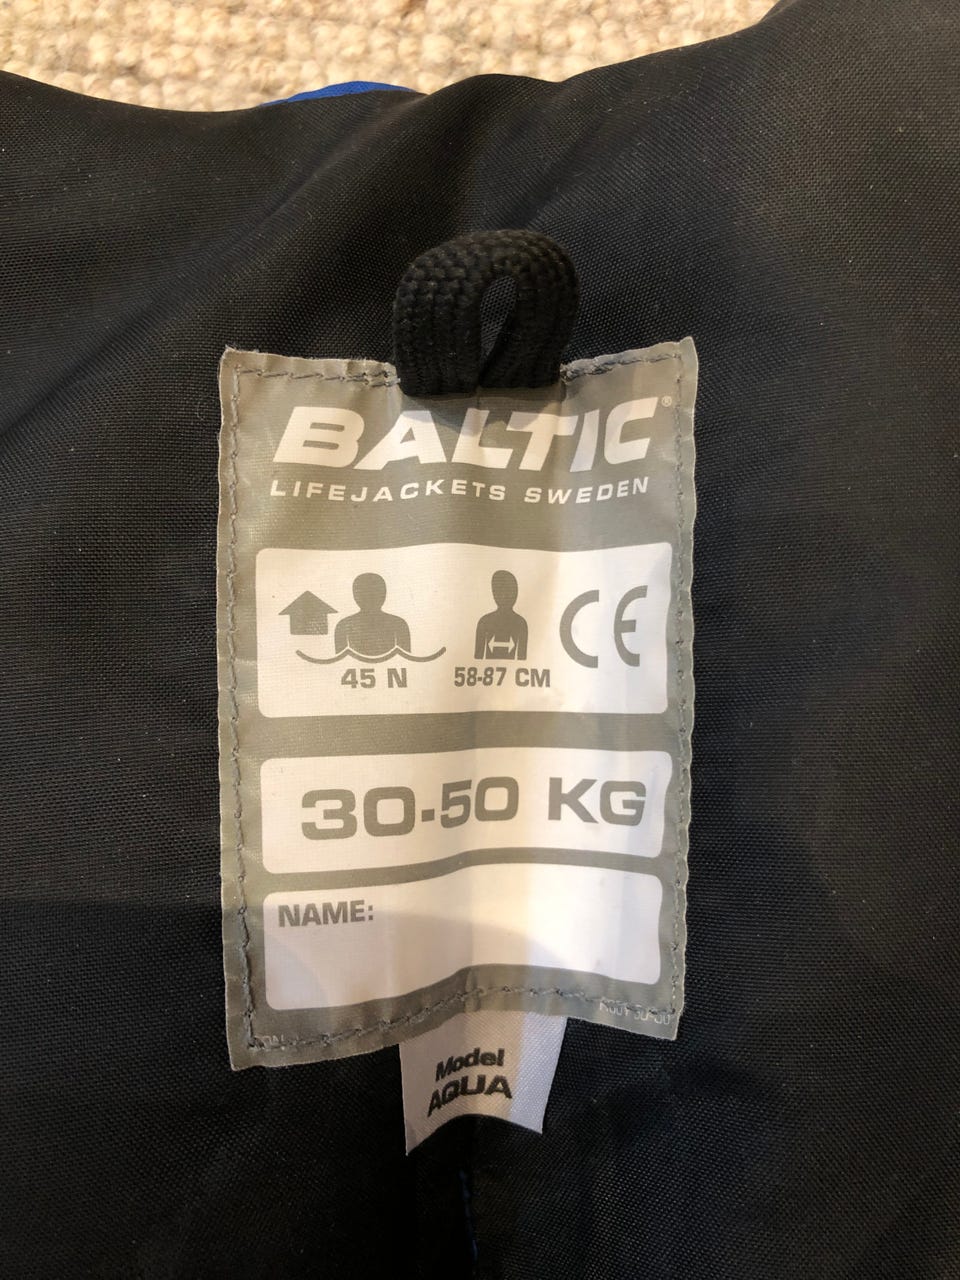 BALTIC®
LIFEJACKETS SWEDEN
45 N
58-87 CM
CE
30-50 KG
NAME:
Model
AQUA